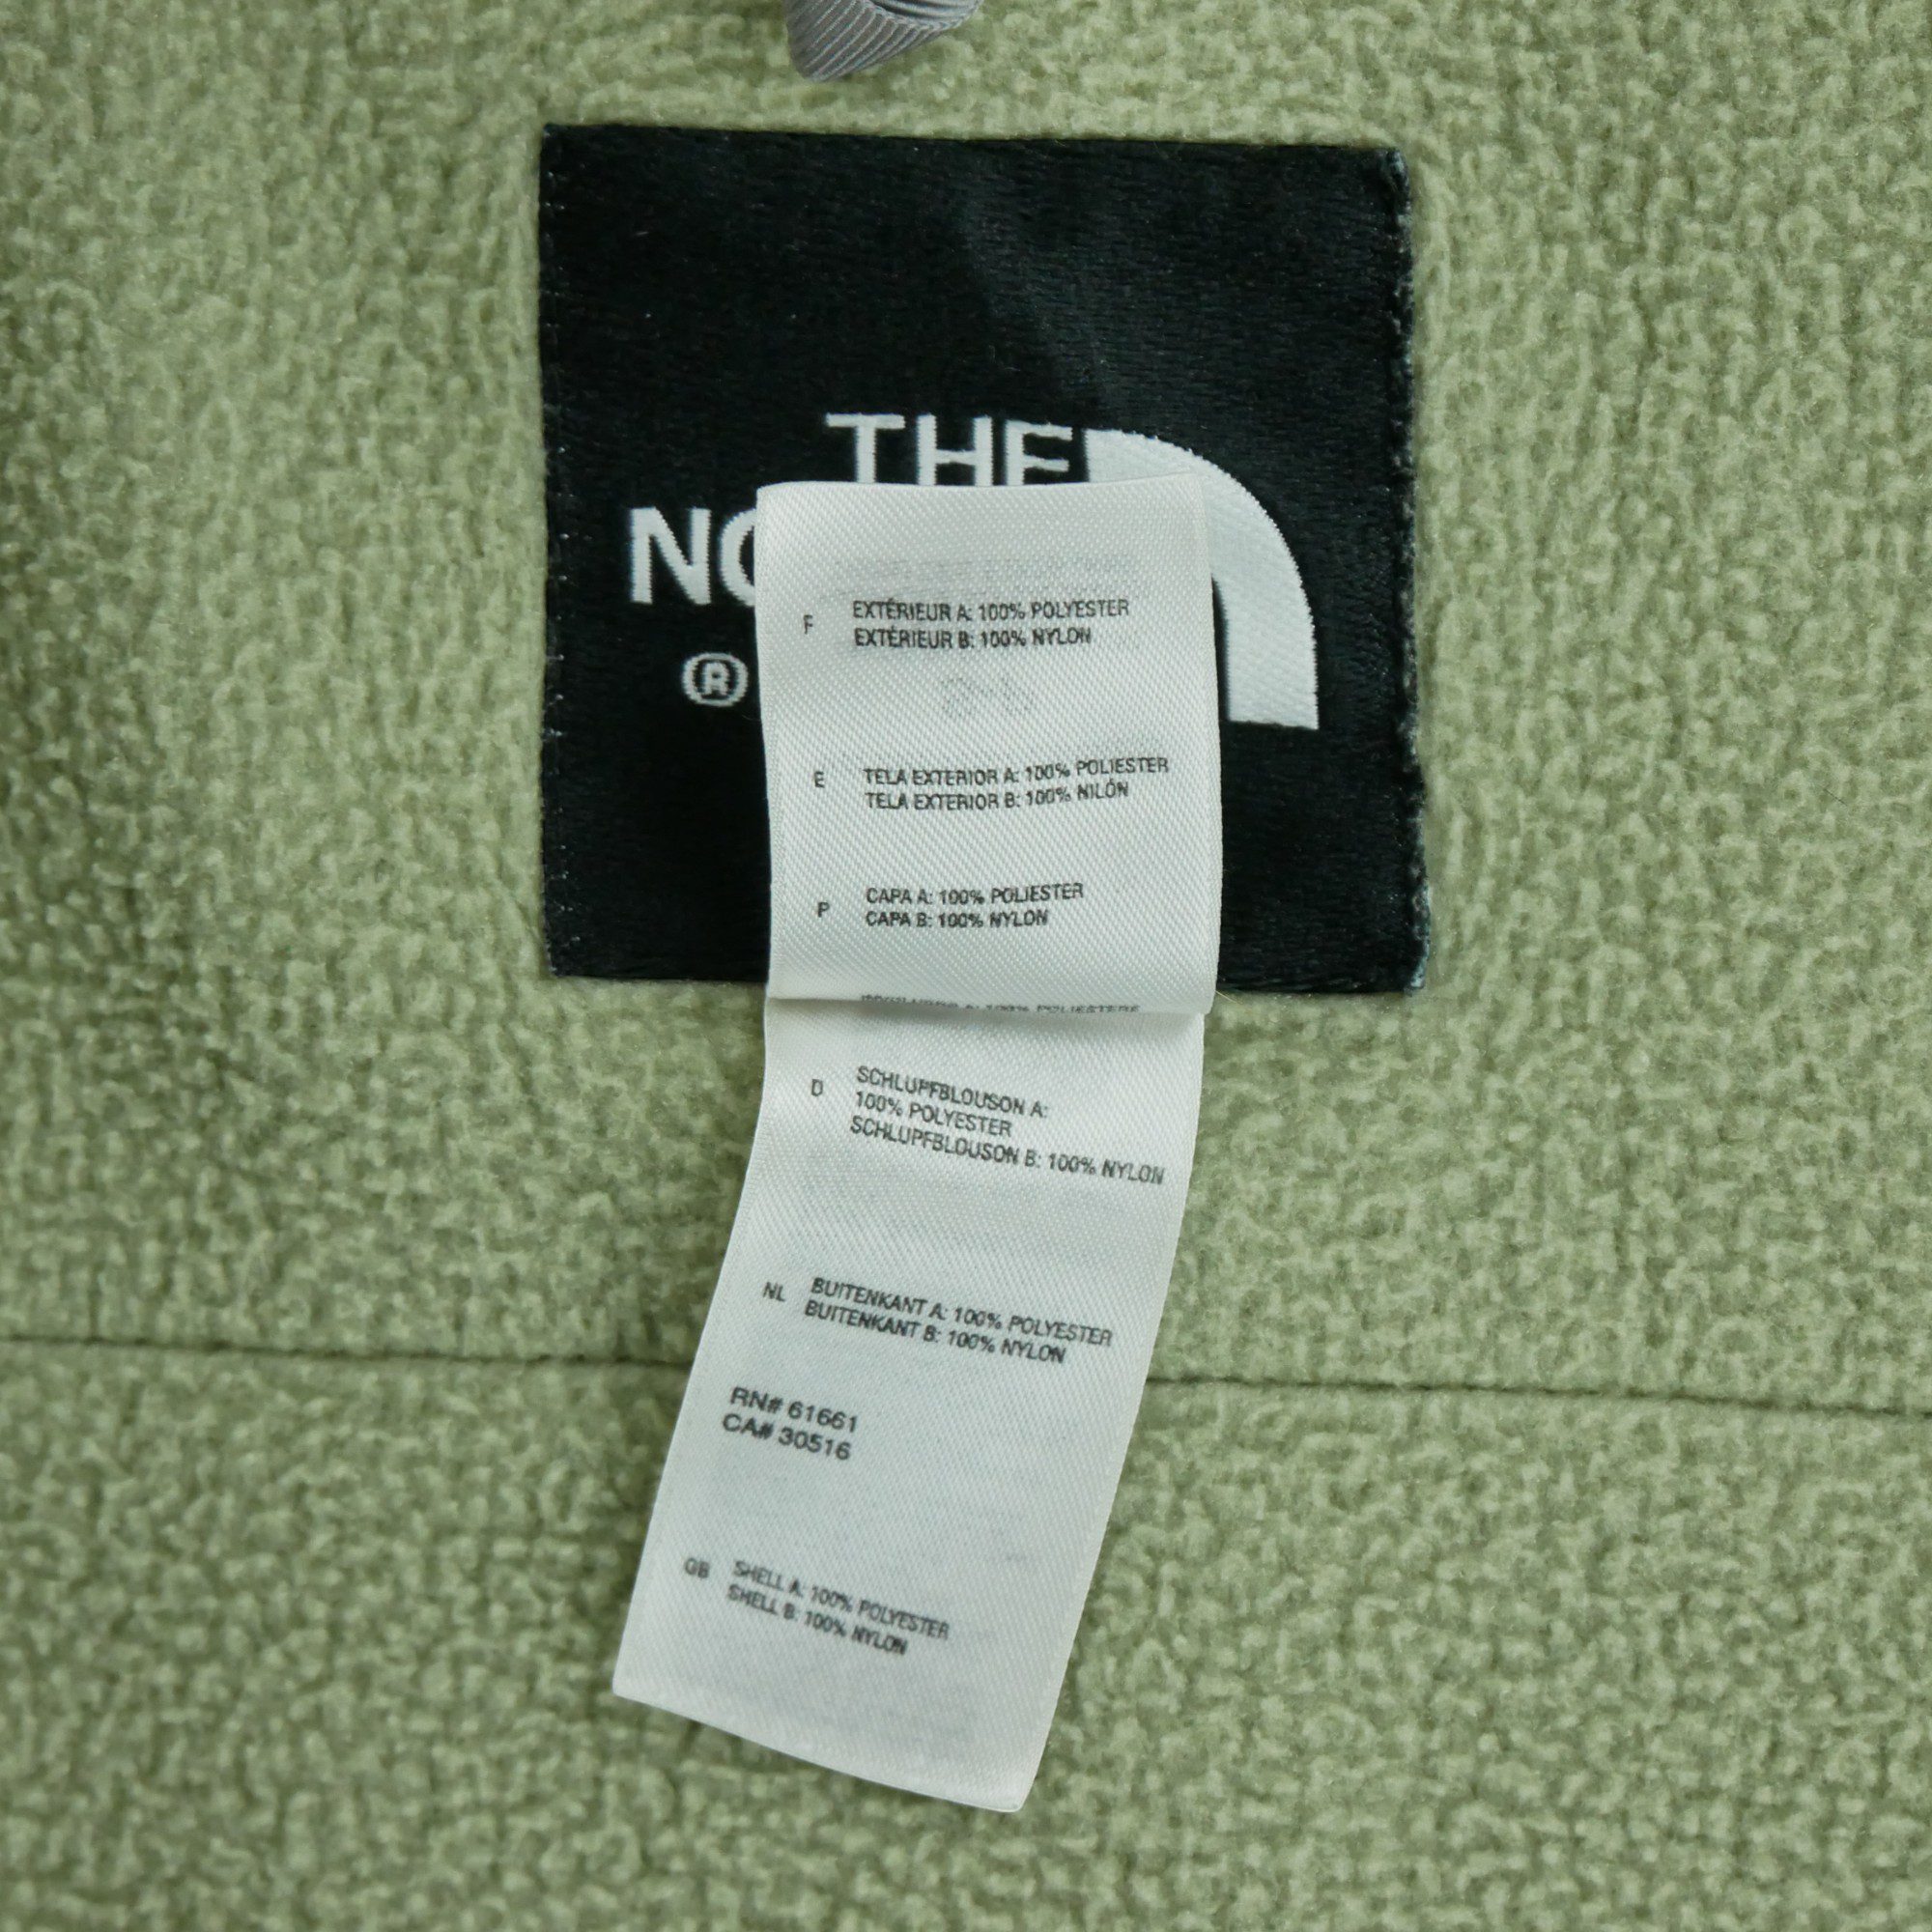 THE
®
F EXTÉRIEUR A: 100% POLYESTER
EXTÉRIEUR B: 100% NYLON
E TELA EXTERIOR A: 100% POLIESTER
TELA EXTERIOR B: 100% NILÓN
P CAPA A: 100% POLIESTER
CAPA B: 100% NYLON
A: 100% POLIESTERE
D SCHLUPFBLOUSON A:
100% POLYESTER
SCHLUPFBLOUSON B: 100% NYLON
NL BUITENKANT A: 100% POLYESTER
BUITENKANT B: 100% NYLON
RN# 61661
CA# 30516
GB SHELL A: 100% POLYESTER
SHELL B: 100% NYLON